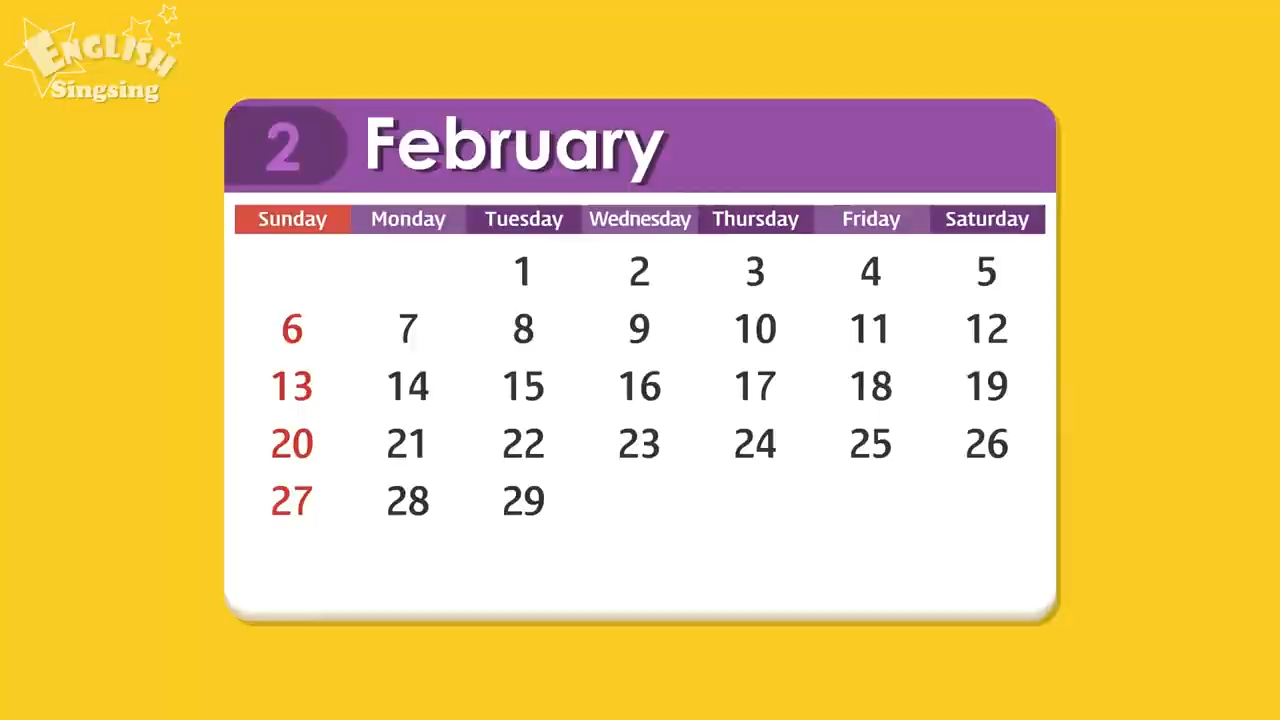 ENGLISH
Singsing
2 February
Sunday Monday Tuesday Wednesday Thursday Friday Saturday
1 2 3 4 5
6 7 8 9 10 11 12
13 14 15 16 17 18 19
20 21 22 23 24 25 26
27 28 29